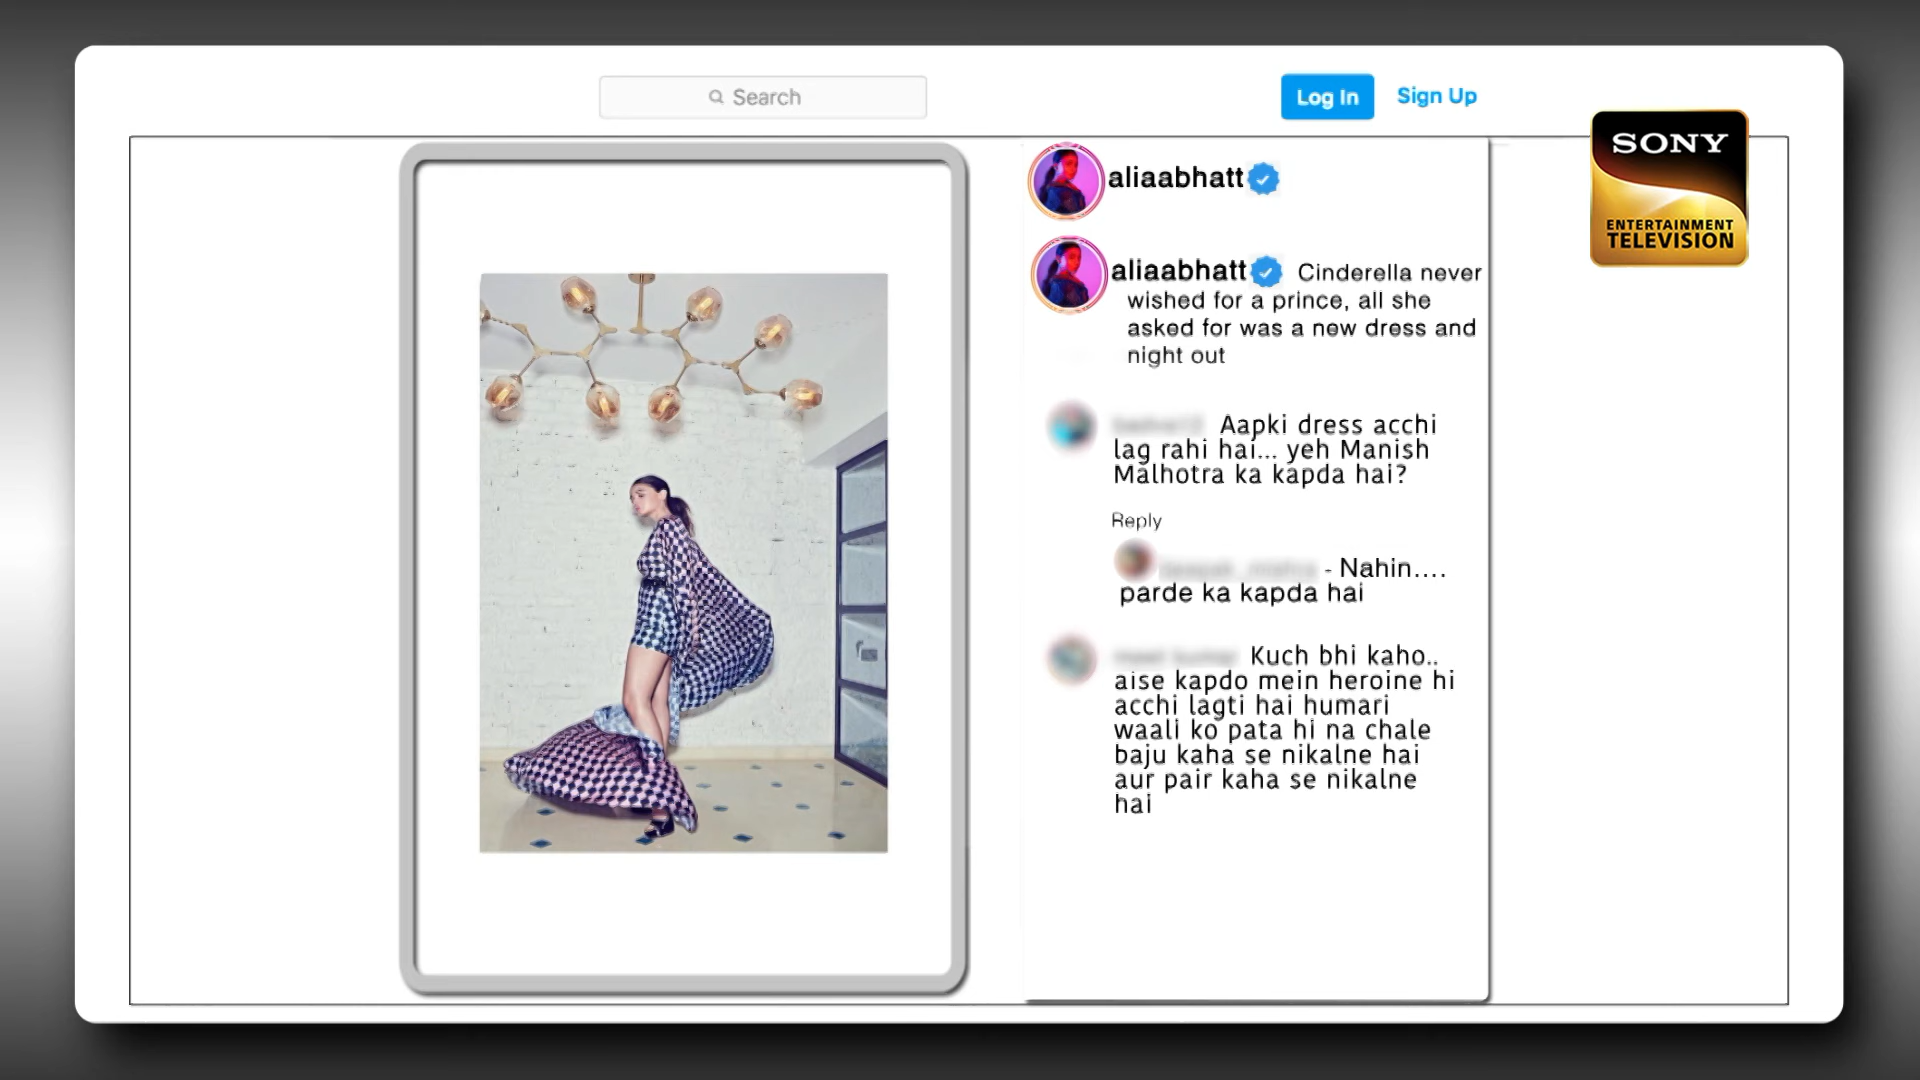 Search
Log In
Sign Up
SONY
ENTERTAINMENT
TELEVISION
aliaabhatt
aliaabhatt Cinderella never
wished for a prince, all she
asked for was a new dress and
night out
Aapki dress acchi
lag rahi hai... yeh Manish
Malhotra ka kapda hai?
Reply
- Nahin....
parde ka kapda hai
Kuch bhi kaho..
aise kapdo mein heroine hi
acchi lagti hai humari
waali ko pata hi na chale
baju kaha se nikalne hai
aur pair kaha se nikalne
hai